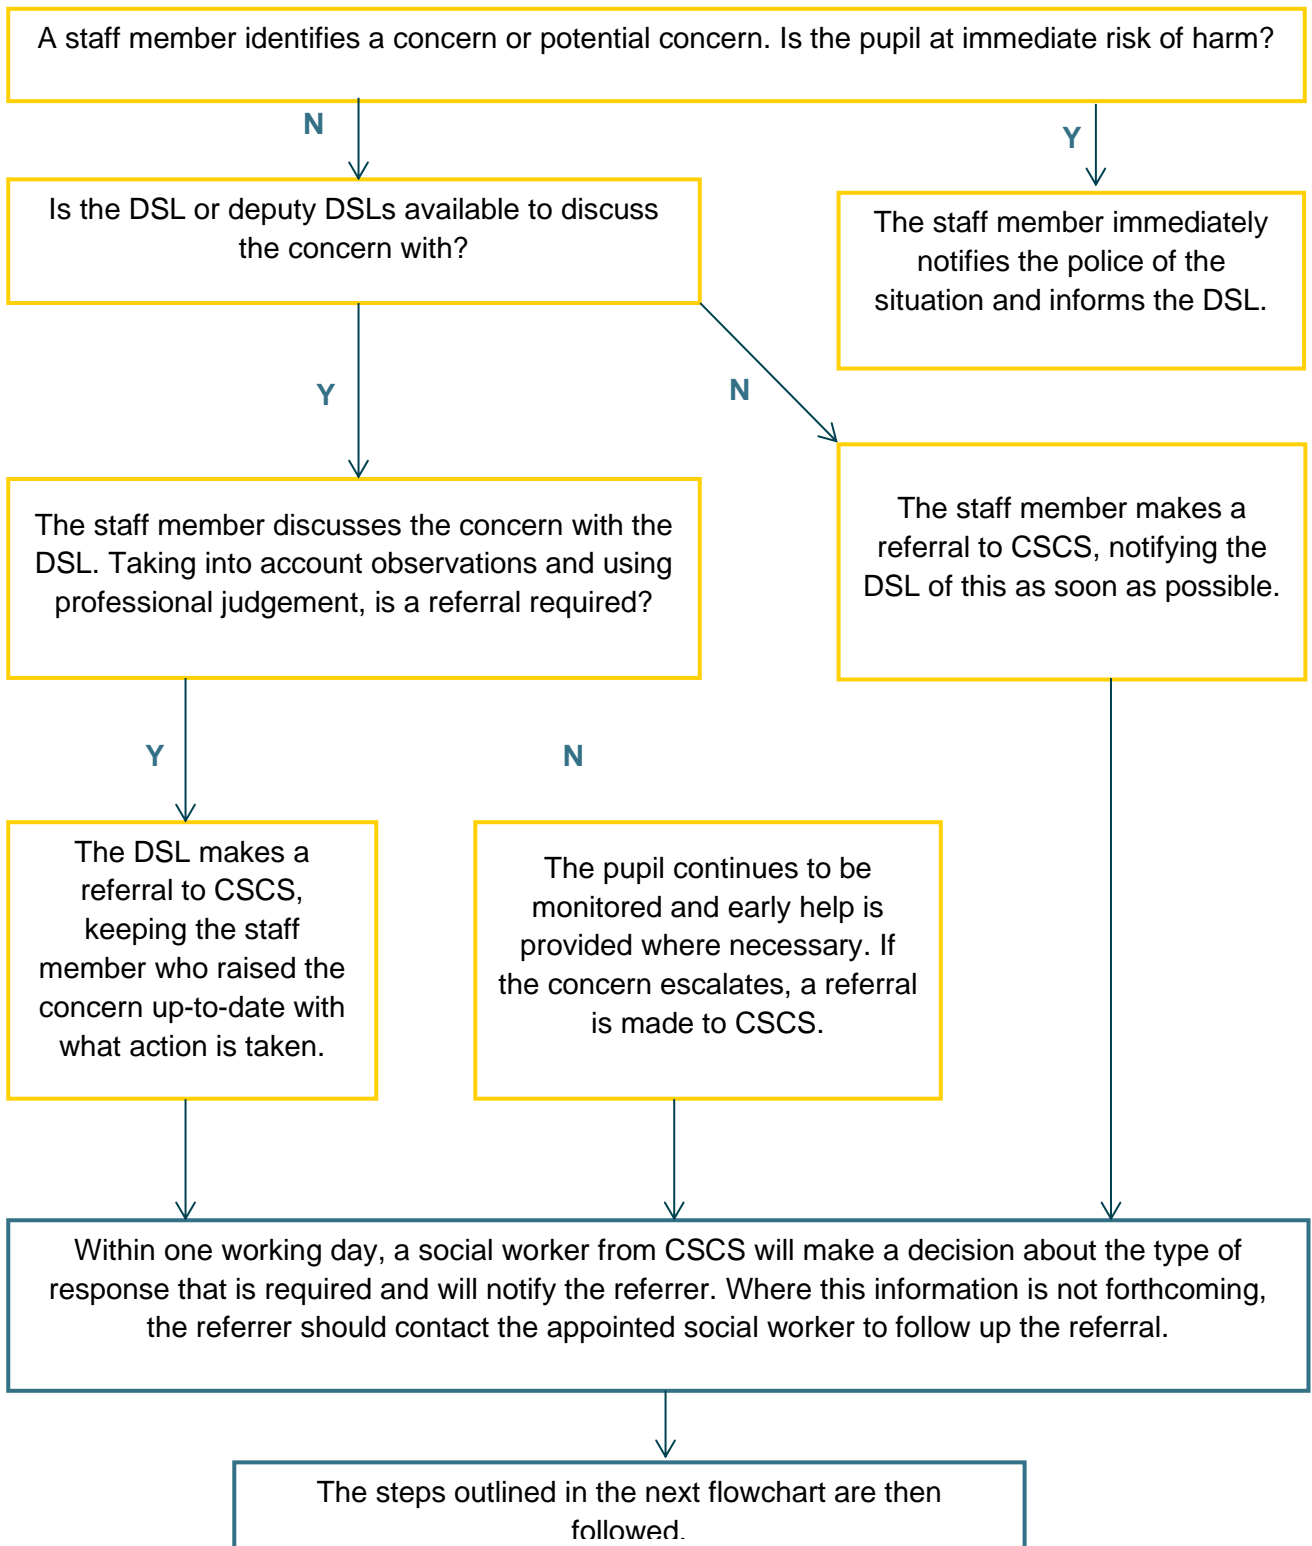 A staff member identifies a concern or potential concern. Is the pupil at immediate risk of harm?
N
Y
Is the DSL or deputy DSLs available to discuss
the concern with?
The staff member immediately
notifies the police of the
situation and informs the DSL.
Y
N
The staff member discusses the concern with the
DSL. Taking into account observations and using
professional judgement, is a referral required?
The staff member makes a
referral to CSCS, notifying the
DSL of this as soon as possible.
Y
N
The DSL makes a
referral to CSCS,
keeping the staff
member who raised the
concern up-to-date with
what action is taken.
The pupil continues to be
monitored and early help is
provided where necessary. If
the concern escalates, a referral
is made to CSCS.
Within one working day, a social worker from CSCS will make a decision about the type of
response that is required and will notify the referrer. Where this information is not forthcoming,
the referrer should contact the appointed social worker to follow up the referral.
The steps outlined in the next flowchart are then
followed.